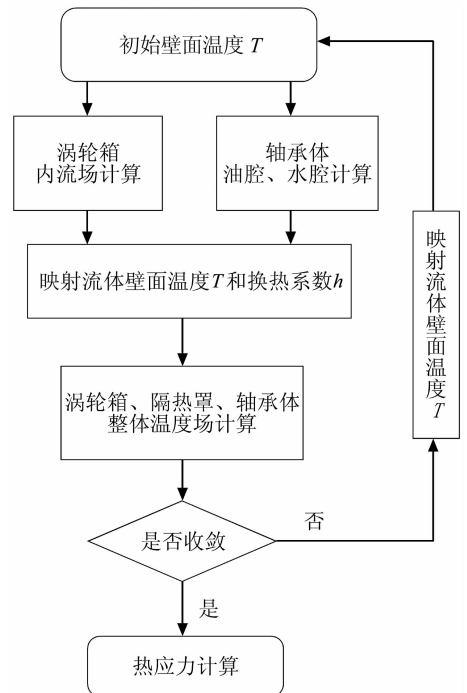 初始壁面温度 T
涡轮箱
内流场计算
轴承体
油腔、水腔计算
映射流体壁面温度T和换热系数h
映射流体壁面温度T
涡轮箱、隔热罩、轴承体
整体温度场计算
是否收敛
否
是
热应力计算